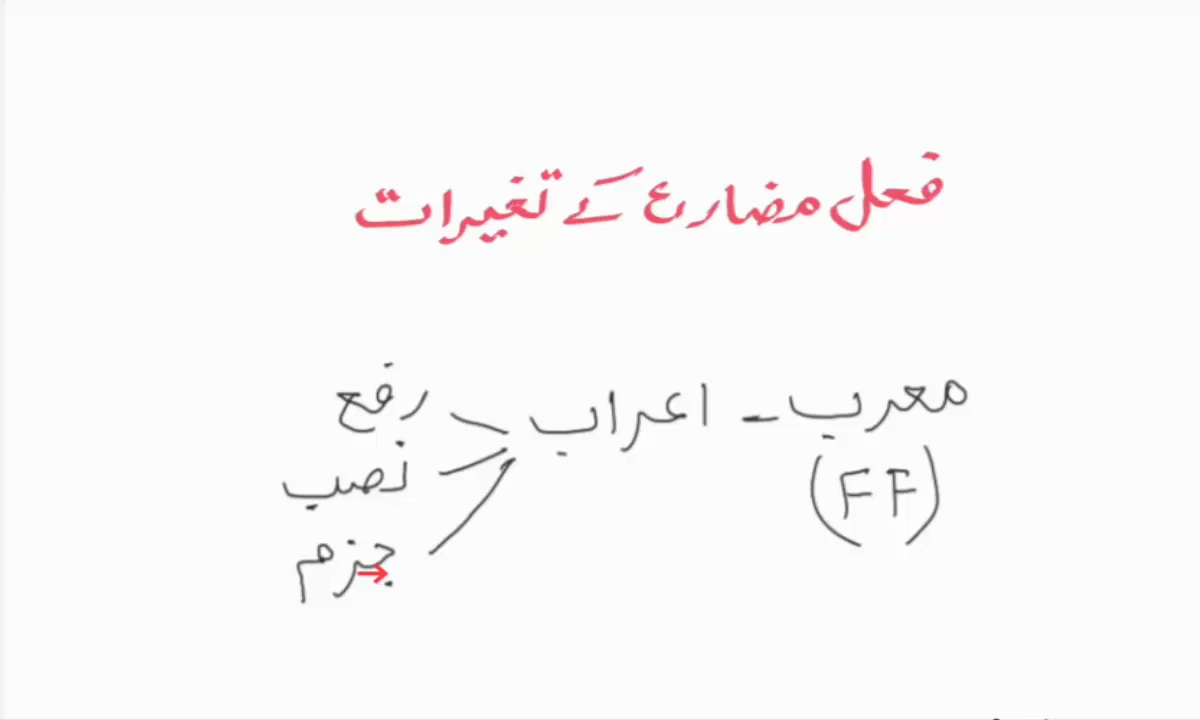 فعل مضارع کے تغیرات
معرب - اعراب رفع
نصب
(FF)
جزم